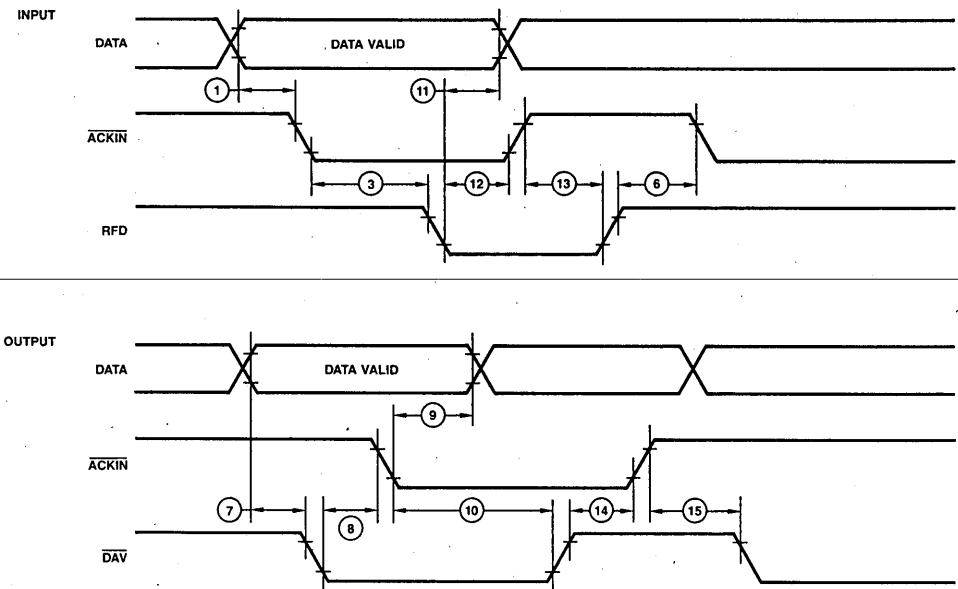 INPUT
DATA
DATA VALID
1
11
ACKIN
3
12
13
6
RFD
OUTPUT
DATA
DATA VALID
9
ACKIN
7
8
10
14
15
DAV